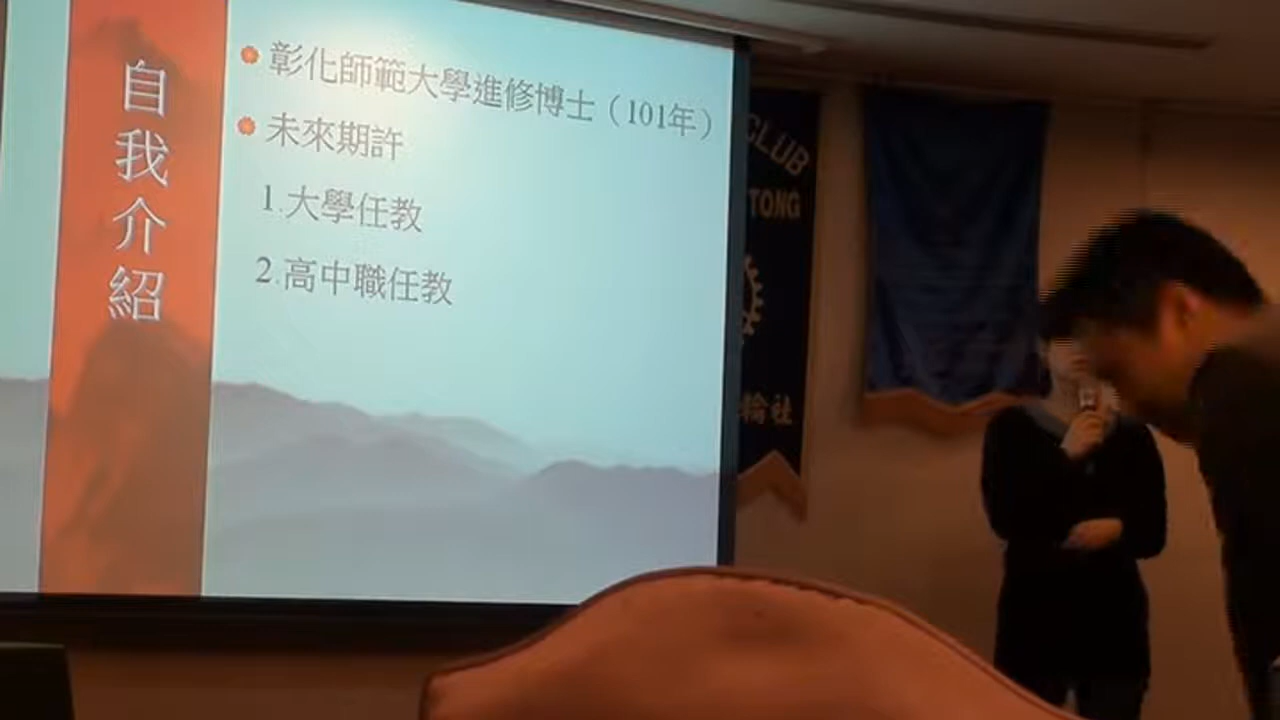 自我介紹
彰化師範大學進修博士（101年）
未來期許
1.大學任教
2.高中職任教
CLUB
TONG
輪社